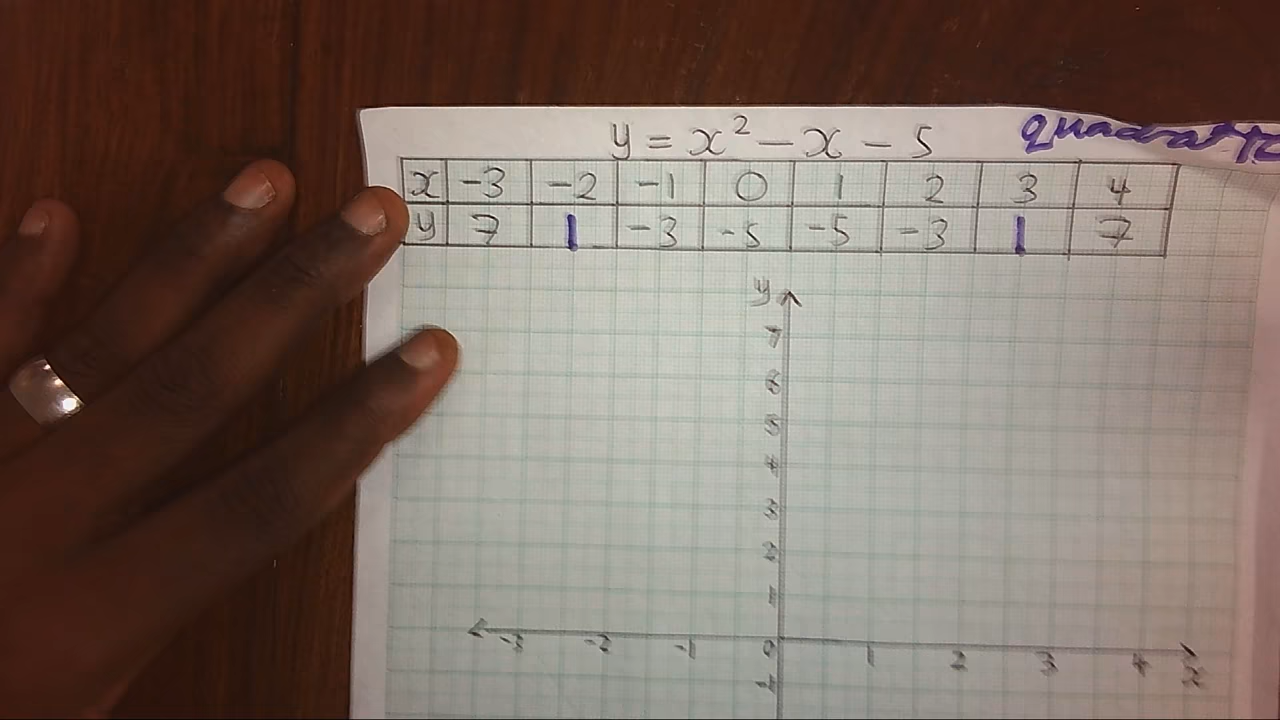 y = x² – x – 5 quadratic
x -3 -2 -1 0 1 2 3 4
y 7 1 -3 -5 -5 -3 1 7
y
7
6
5
4
3
2
1
-3 -2 -1 0 1 2 3 4 x
-1